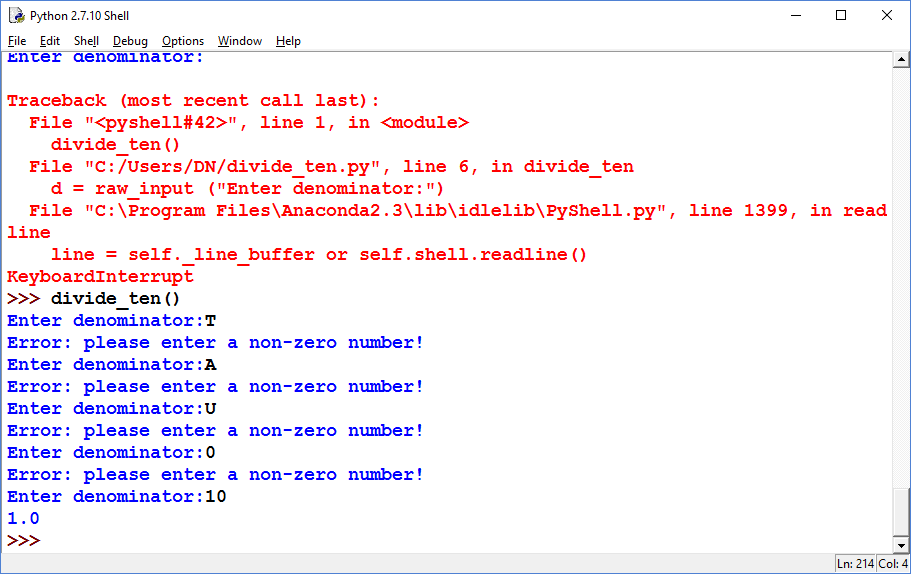 Python 2.7.10 Shell
File Edit Shell Debug Options Window Help
Enter denominator:
Traceback (most recent call last):
  File "<pyshell#42>", line 1, in <module>
    divide_ten()
  File "C:/Users/DN/divide_ten.py", line 6, in divide_ten
    d = raw_input ("Enter denominator:")
  File "C:\Program Files\Anaconda2.3\lib\idlelib\PyShell.py", line 1399, in read
line
    line = self._line_buffer or self.shell.readline()
KeyboardInterrupt
>>> divide_ten()
Enter denominator:T
Error: please enter a non-zero number!
Enter denominator:A
Error: please enter a non-zero number!
Enter denominator:U
Error: please enter a non-zero number!
Enter denominator:0
Error: please enter a non-zero number!
Enter denominator:10
1.0
>>>
Ln: 214 Col: 4